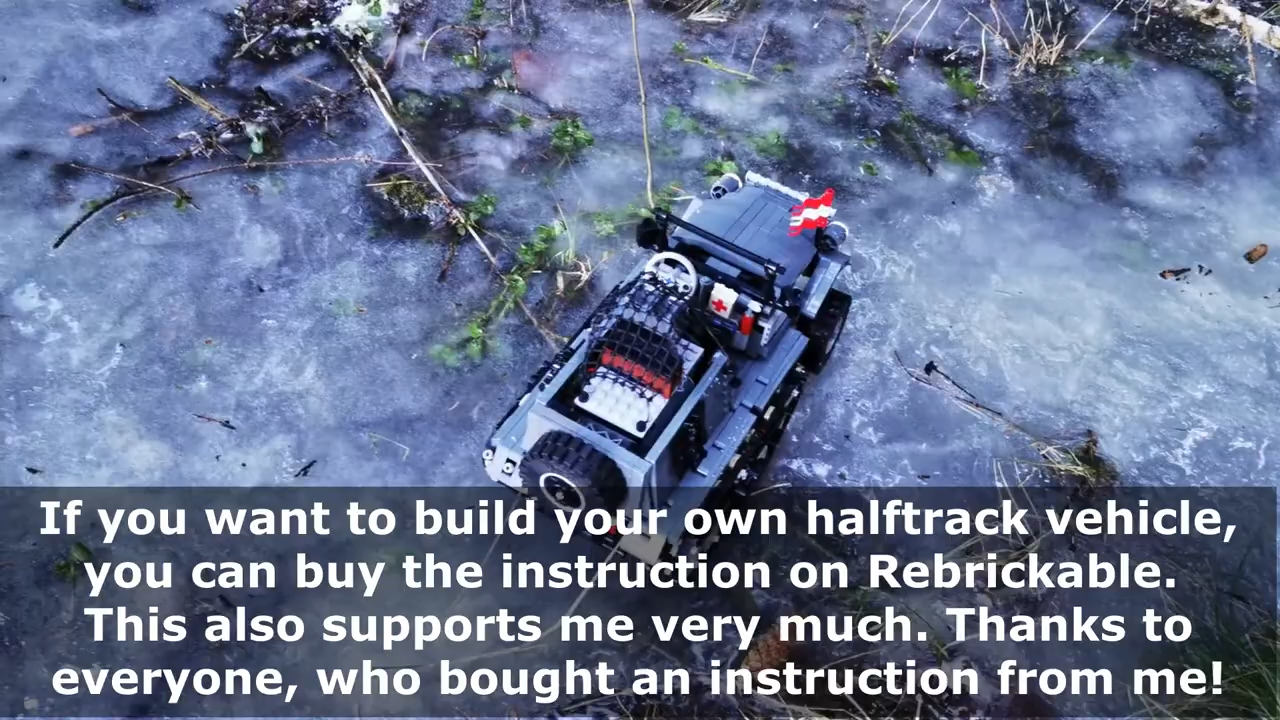 If you want to build your own halftrack vehicle,
you can buy the instruction on Rebrickable.
This also supports me very much. Thanks to
everyone, who bought an instruction from me!